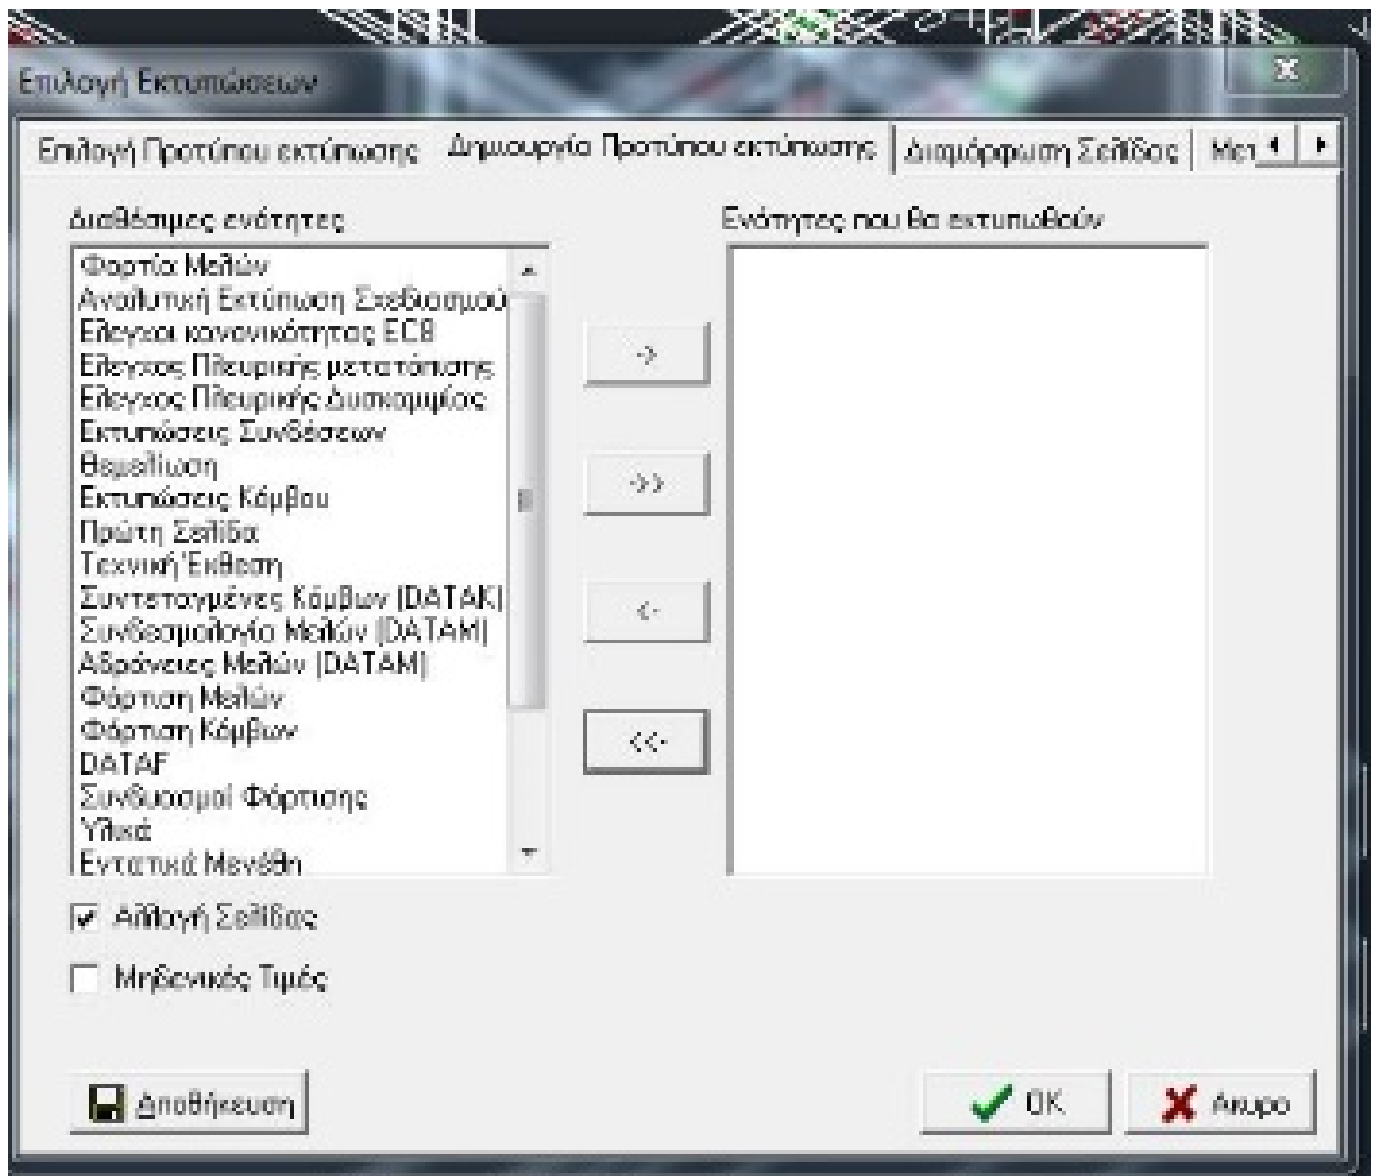 Επιλογή Εκτυπώσεων
Επιλογή Προτύπου εκτύπωσης
Δημιουργία Προτύπου εκτύπωσης
Διαμόρφωση Σελίδας
Μετ
Διαθέσιμες ενότητες
Ενότητες που θα εκτυπωθούν
Φορτία Μελών
Αναλυτική Εκτύπωση Σχεδιασμού
Ελεγχοι κανονικότητας EC8
Ελεγχος Πλευρικής μετατόπισης
Ελεγχος Πλευρικής Δυσκαμψίας
Εκτυπώσεις Συνδέσεων
Θεμελίωση
Εκτυπώσεις Κόμβου
Πρώτη Σελίδα
Τεχνική Έκθεση
Συντεταγμένες Κόμβων (DATAK)
Συνδεσμολογία Μελών (DATAM)
Αδράνειες Μελών (DATAM)
Φόρτιση Μελών
Φόρτιση Κόμβων
DATAF
Συνδυασμοί Φόρτισης
Υλικά
Εντατικά Μεγέθη
->
->>
<-
<<-
Αλλαγή Σελίδας
Μηδενικές Τιμές
Αποθήκευση
OK
Ακυρο